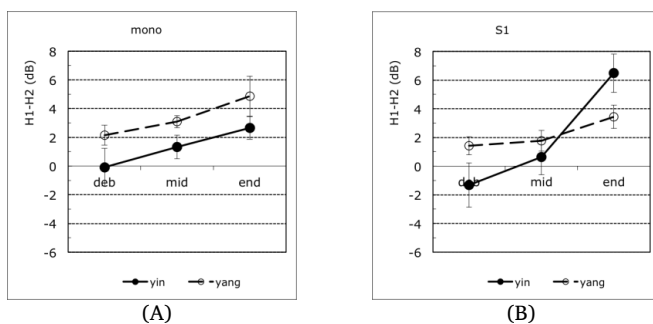 mono
H1-H2 (dB)
8
6
4
2
0
-2
-4
-6
deb mid end
yin yang
(A)
S1
H1-H2 (dB)
8
6
4
2
0
-2
-4
-6
deb mid end
yin yang
(B)